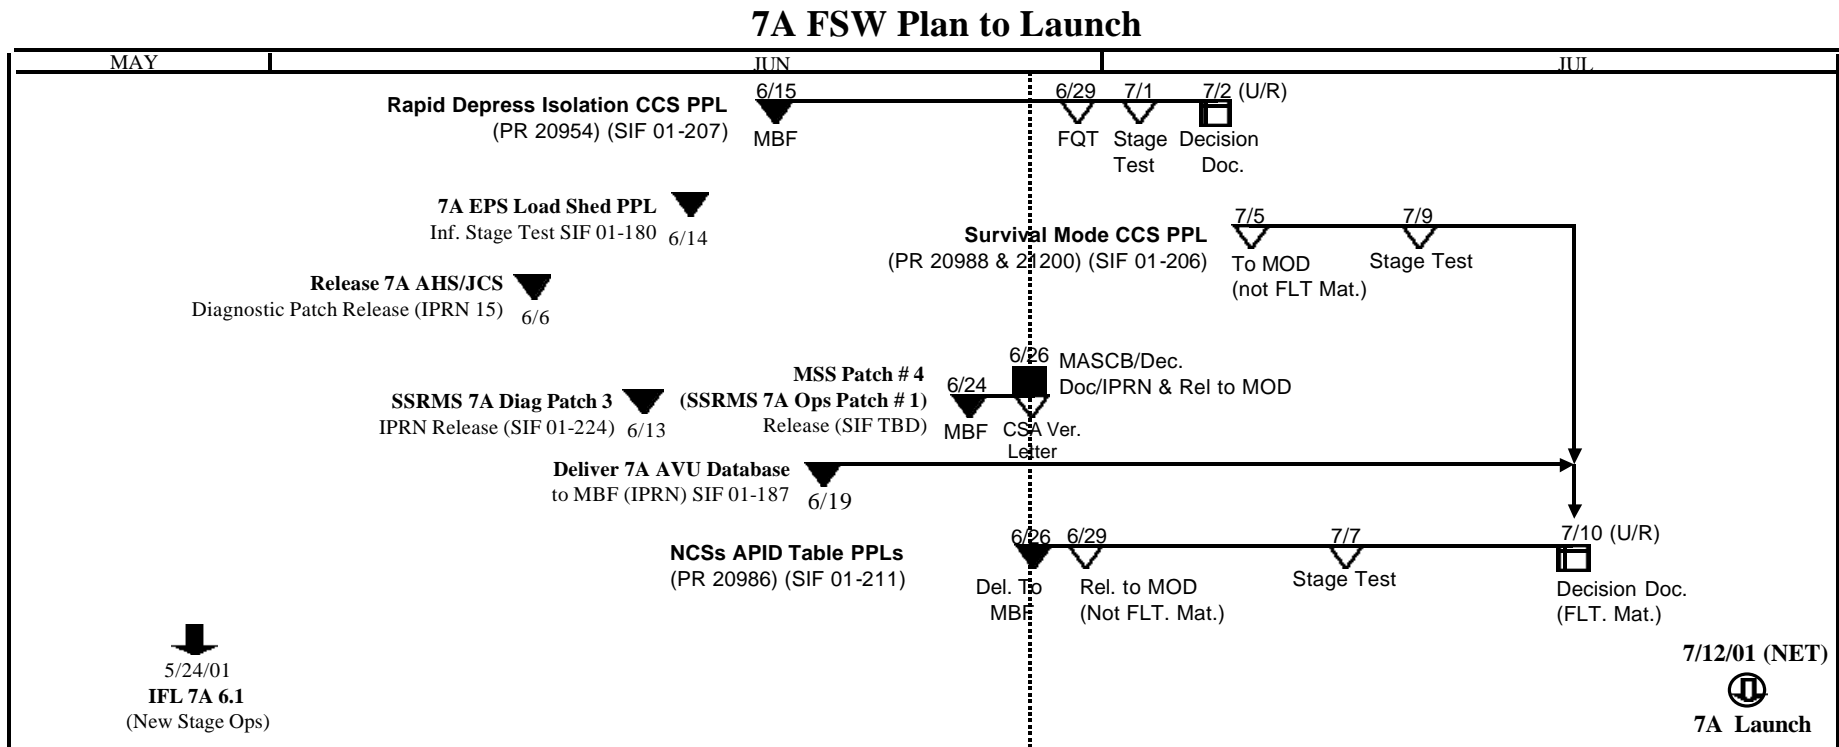 7A FSW Plan to Launch
MAY
JUN
JUL
Rapid Depress Isolation CCS PPL
(PR 20954) (SIF 01-207)
6/15
MBF
6/29
FQT
7/1
Stage
Test
7/2 (U/R)
Decision
Doc.
7A EPS Load Shed PPL
Inf. Stage Test SIF 01-180
6/14
Survival Mode CCS PPL
(PR 20988 & 21200) (SIF 01-206)
7/5
To MOD
(not FLT Mat.)
7/9
Stage Test
Release 7A AHS/JCS
Diagnostic Patch Release (IPRN 15)
6/6
SSRMS 7A Diag Patch 3
IPRN Release (SIF 01-224)
6/13
MSS Patch # 4
(SSRMS 7A Ops Patch # 1)
Release (SIF TBD)
6/24
MBF
6/26
MASCB/Dec.
Doc/IPRN & Rel to MOD
CSA Ver.
Letter
Deliver 7A AVU Database
to MBF (IPRN) SIF 01-187
6/19
NCSs APID Table PPLs
(PR 20986) (SIF 01-211)
6/26
Del. To
MBF
6/29
Rel. to MOD
(Not FLT. Mat.)
7/7
Stage Test
7/10 (U/R)
Decision Doc.
(FLT. Mat.)
5/24/01
IFL 7A 6.1
(New Stage Ops)
7/12/01 (NET)
7A Launch